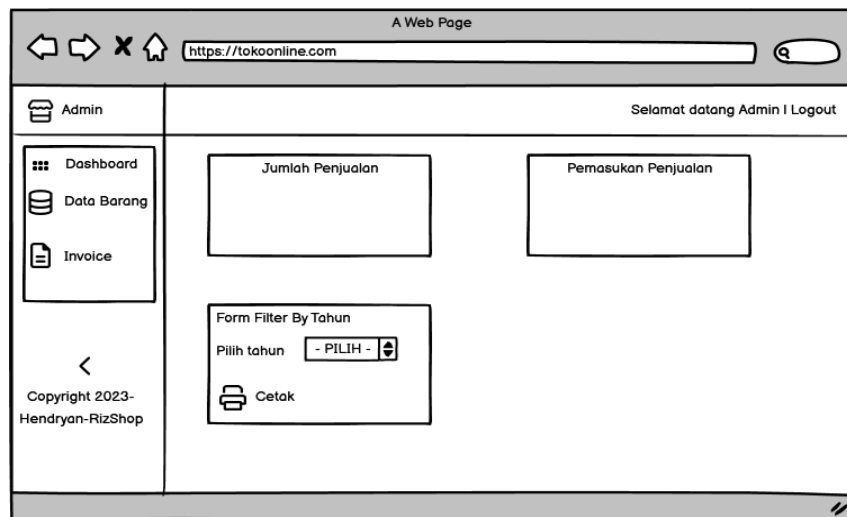 A Web Page
https://tokoonline.com
Admin
Selamat datang Admin | Logout
Dashboard
Data Barang
Invoice
Jumlah Penjualan
Pemasukan Penjualan
Form Filter By Tahun
Pilih tahun
- PILIH -
Cetak
Copyright 2023-
Hendryan-RizShop